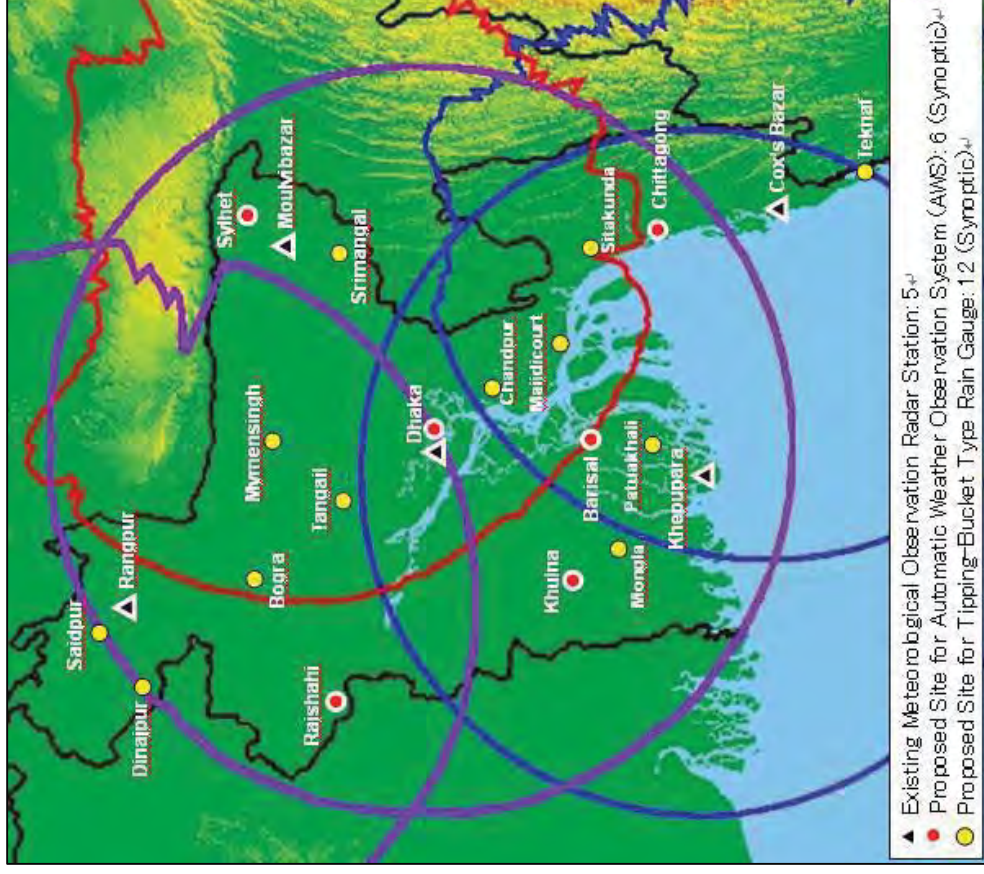 Saidpur
Rangpur
Dinajpur
Sylhet
Mymensingh
Bogra
Moulvibazar
Rajshahi
Tangail
Srimangal
Dhaka
Chandpur
Maijdicourt
Khulna
Barisal
Sitakunda
Patuakhali
Mongla
Chittagong
Khepupara
Cox's Bazar
Teknaf
Existing Meteorological Observation Radar Station: 5
Proposed Site for Automatic Weather Observation System (AWS): 6 (Synoptic)
Proposed Site for Tipping-Bucket Type Rain Gauge: 12 (Synoptic)